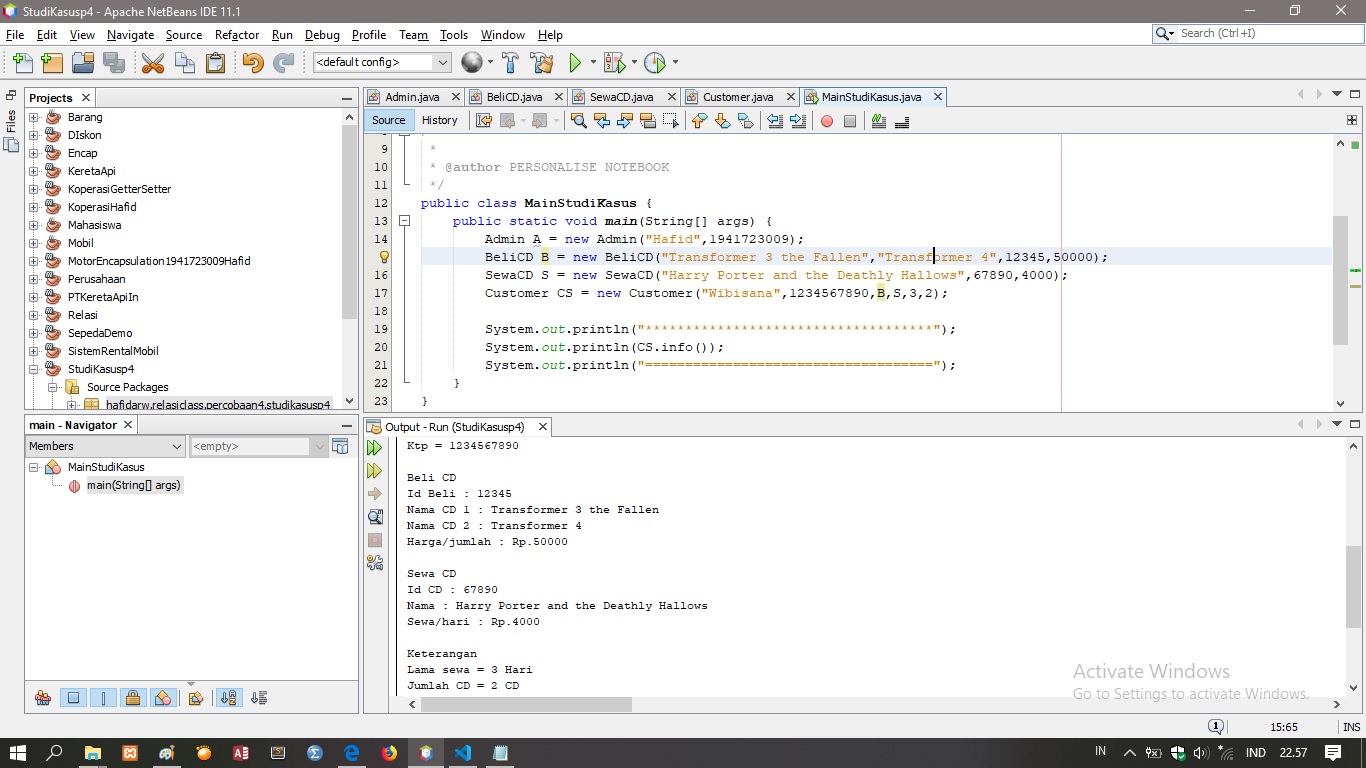 StudiKasusp4 - Apache NetBeans IDE 11.1
File Edit View Navigate Source Refactor Run Debug Profile Team Tools Window Help
Search (Ctrl+I)
<default config>
Files
Projects
Barang
DIskon
Encap
KeretaApi
KoperasiGetterSetter
KoperasiHafid
Mahasiswa
Mobil
MotorEncapsulation1941723009Hafid
Perusahaan
PTKeretaApiIn
Relasi
SepedaDemo
SistemRentalMobil
StudiKasusp4
Source Packages
hafidarw.relasiclass.percobaan4.studikasusp4
main - Navigator
Members
<empty>
MainStudiKasus
main(String[] args)
Admin.java BeliCD.java SewaCD.java Customer.java MainStudiKasus.java
Source History
9 *
10 * @author PERSONALISE NOTEBOOK
11 */
12 public class MainStudiKasus {
13 public static void main(String[] args) {
14 Admin A = new Admin("Hafid",1941723009);
BeliCD B = new BeliCD("Transformer 3 the Fallen","Transformer 4",12345,50000);
16 SewaCD S = new SewaCD("Harry Porter and the Deathly Hallows",67890,4000);
17 Customer CS = new Customer("Wibisana",1234567890,B,S,3,2);
18
19 System.out.println("************************************");
20 System.out.println(CS.info());
21 System.out.println("====================================");
22 }
23 }
Output - Run (StudiKasusp4)
Ktp = 1234567890
Beli CD
Id Beli : 12345
Nama CD 1 : Transformer 3 the Fallen
Nama CD 2 : Transformer 4
Harga/jumlah : Rp.50000
Sewa CD
Id CD : 67890
Nama : Harry Porter and the Deathly Hallows
Sewa/hari : Rp.4000
Keterangan
Lama sewa = 3 Hari
Jumlah CD = 2 CD
Activate Windows
Go to Settings to activate Windows.
1
15:65
INS
IN
IND
22.57